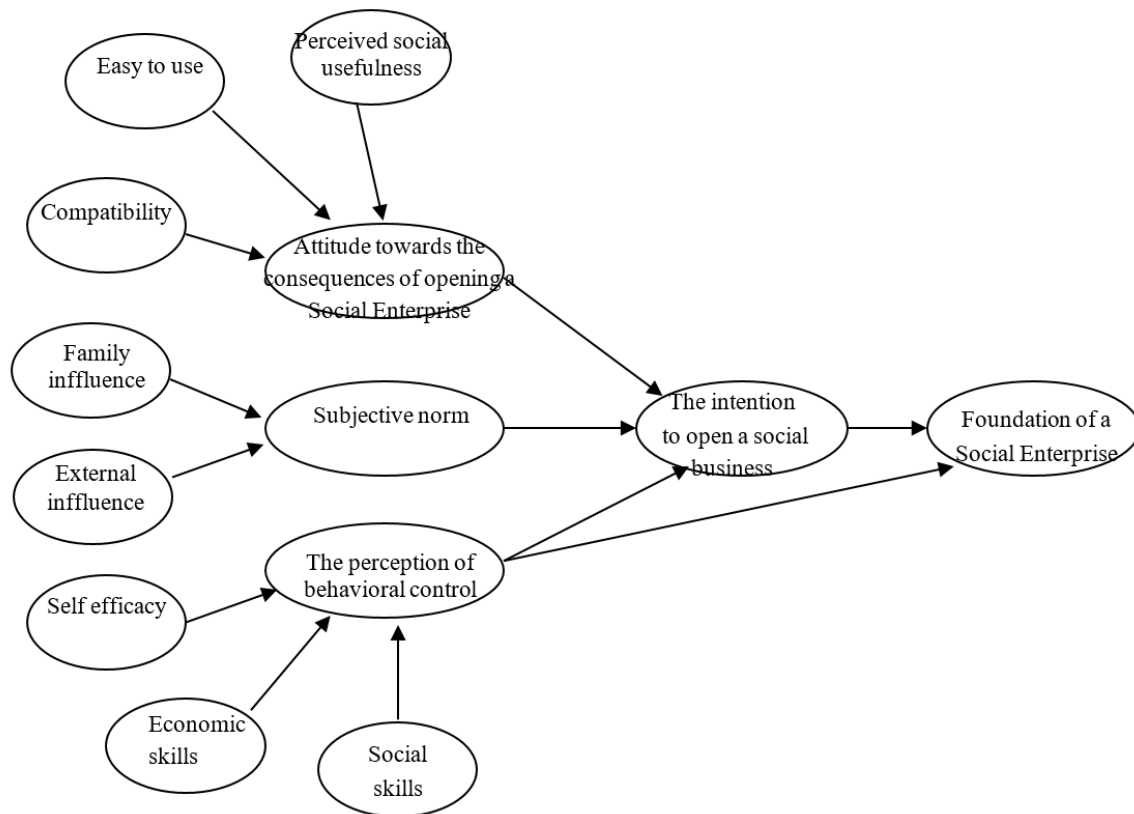 Perceived social
usefulness
Easy to use
Compatibility
Attitude towards the
consequences of opening a
Social Enterprise
Family
inffluence
Subjective norm
The intention
to open a social
business
Foundation of a
Social Enterprise
External
inffluence
The perception of
behavioral control
Self efficacy
Economic
skills
Social
skills